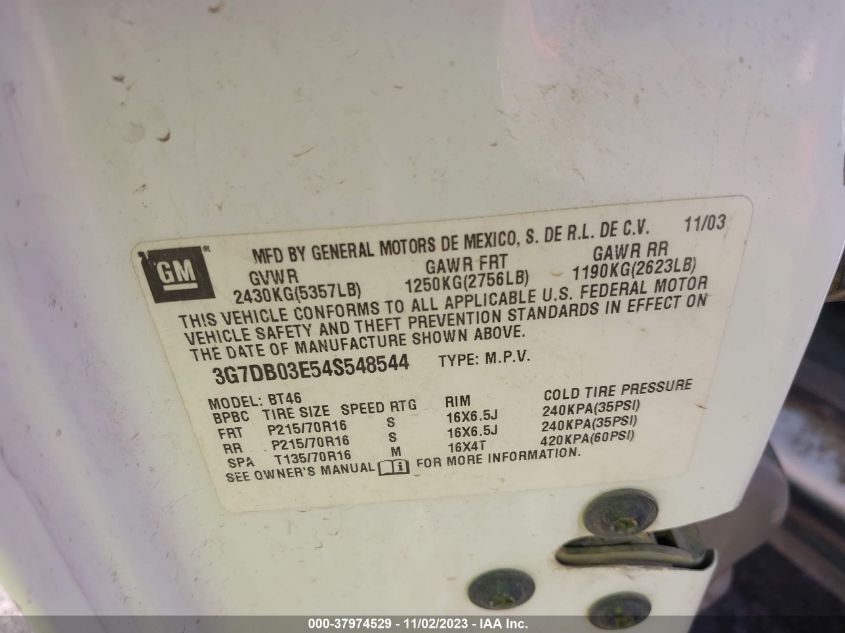 GM
®
MFD BY GENERAL MOTORS DE MEXICO, S. DE R.L. DE C.V. 11/03
GVWR GAWR FRT GAWR RR
2430KG(5357LB) 1250KG(2756LB) 1190KG(2623LB)
THIS VEHICLE CONFORMS TO ALL APPLICABLE U.S. FEDERAL MOTOR
VEHICLE SAFETY AND THEFT PREVENTION STANDARDS IN EFFECT ON
THE DATE OF MANUFACTURE SHOWN ABOVE.
3G7DB03E54S548544 TYPE: M.P.V.
MODEL: BT46
BPBC TIRE SIZE SPEED RTG RIM COLD TIRE PRESSURE
FRT P215/70R16 S 16X6.5J 240KPA(35PSI)
RR P215/70R16 S 16X6.5J 240KPA(35PSI)
SPA T135/70R16 M 16X4T 420KPA(60PSI)
SEE OWNER'S MANUAL i FOR MORE INFORMATION.
000-37974529 - 11/02/2023 - IAA Inc.